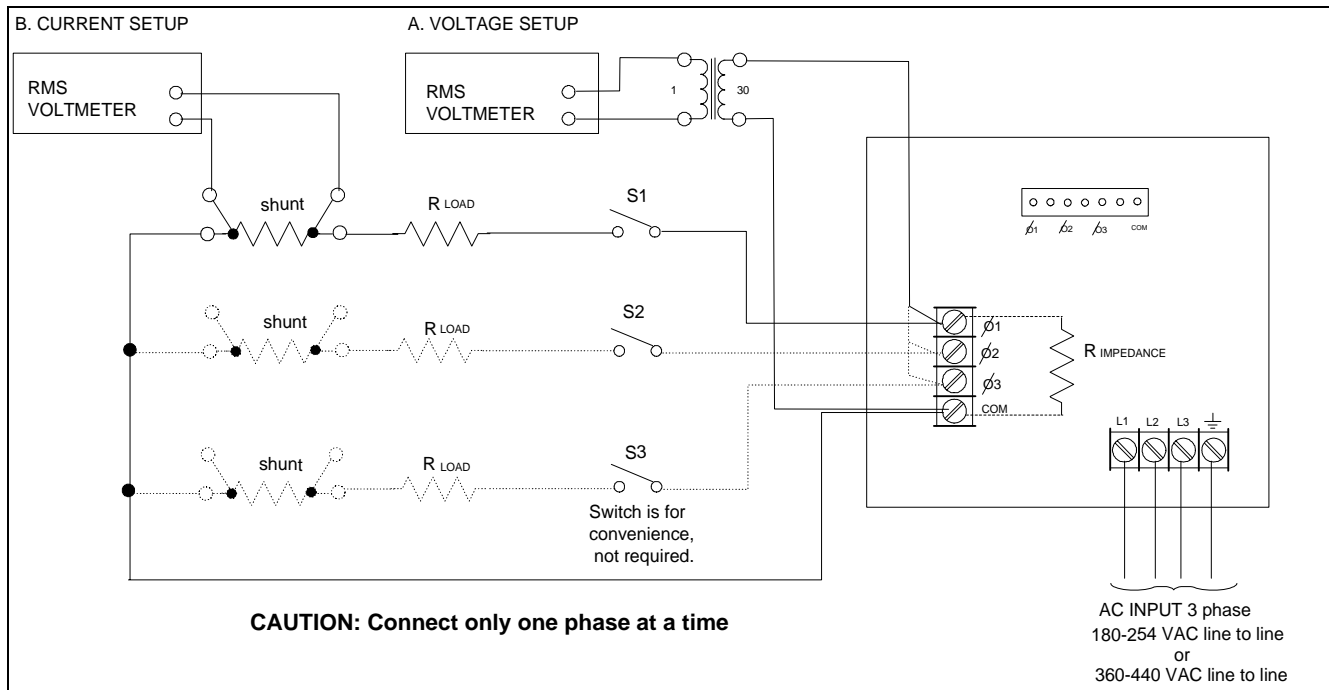 B. CURRENT SETUP
A. VOLTAGE SETUP
RMS
VOLTMETER
RMS
VOLTMETER
1
30
shunt
R LOAD
S1
Ø1 Ø2 Ø3 COM
shunt
R LOAD
S2
shunt
R LOAD
S3
Switch is for
convenience,
not required.
Ø1
Ø2
Ø3
COM
R IMPEDANCE
L1 L2 L3
CAUTION: Connect only one phase at a time
AC INPUT 3 phase
180-254 VAC line to line
or
360-440 VAC line to line